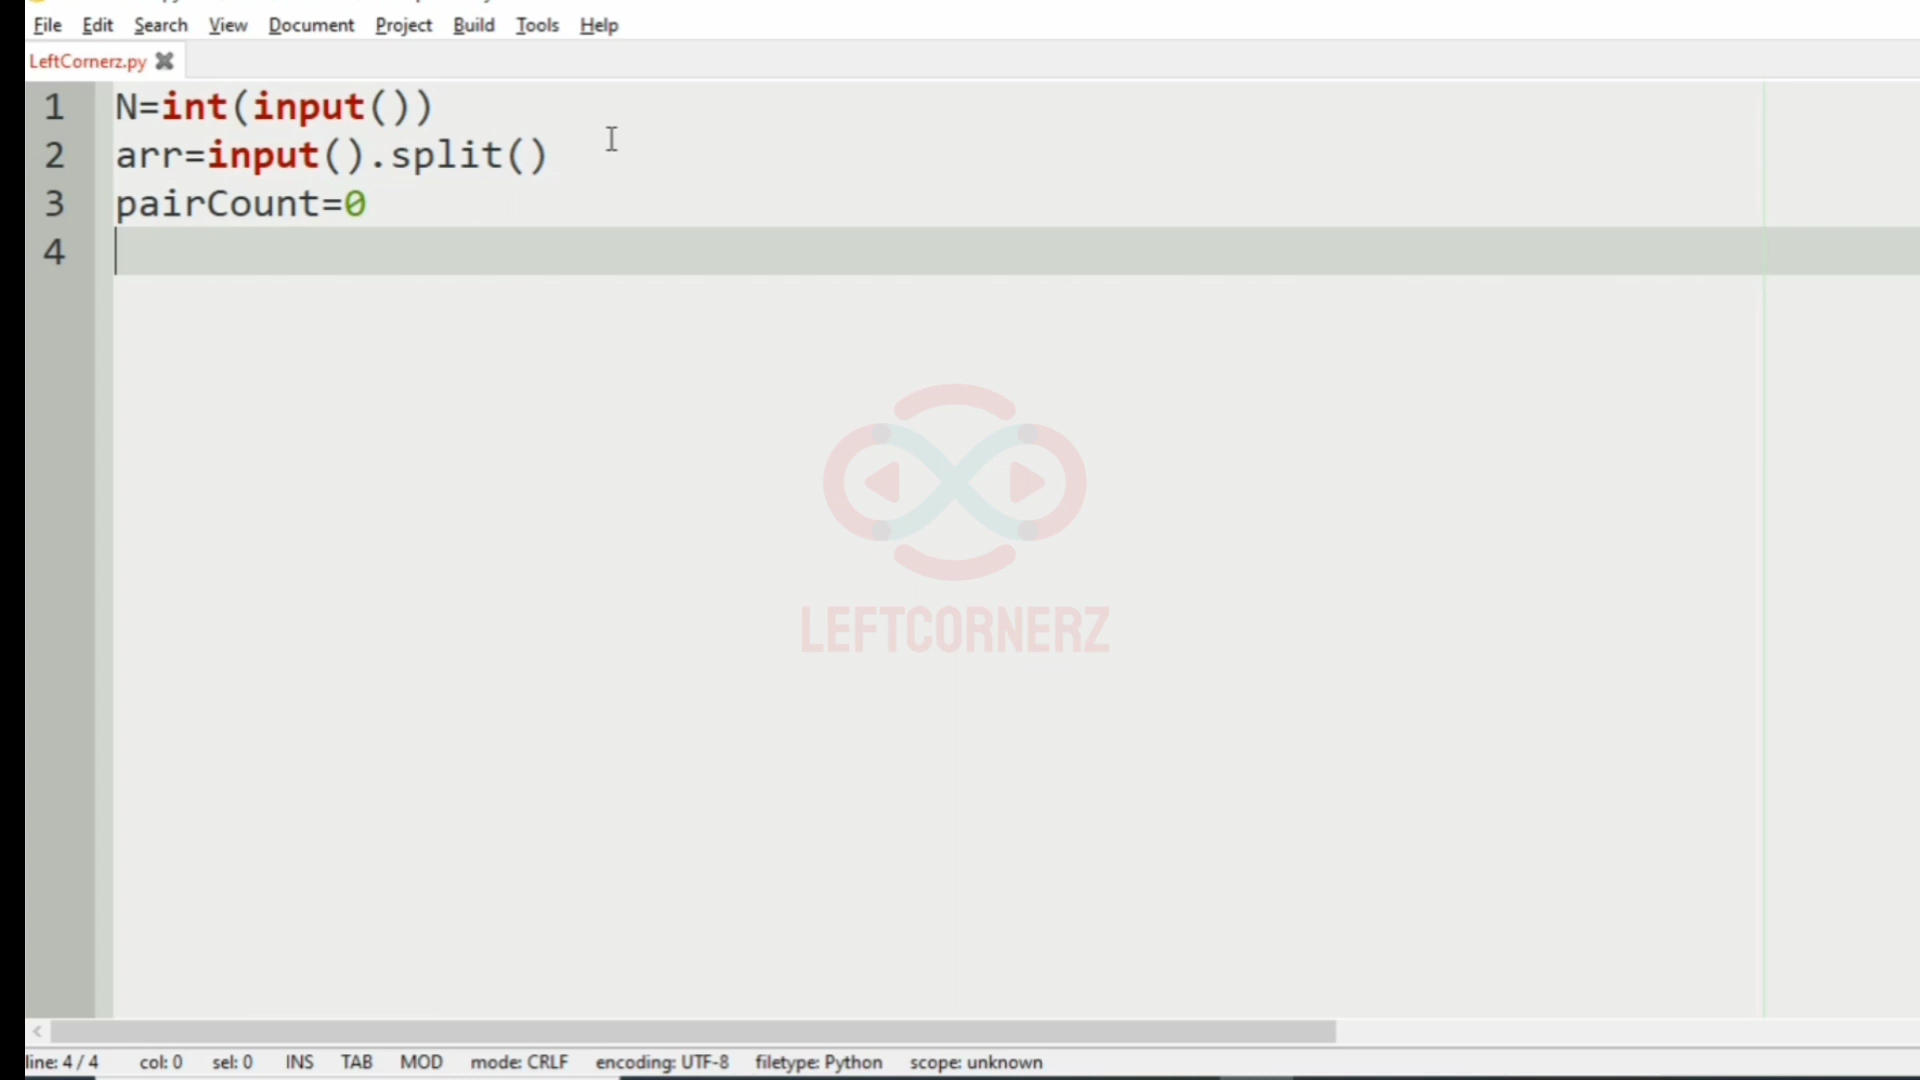 File Edit Search View Document Project Build Tools Help
LeftCornerz.py
1 N=int(input())
2 arr=input().split()
3 pairCount=0
4
LEFTCORNERZ
line: 4 / 4 col: 0 sel: 0 INS TAB MOD mode: CRLF encoding: UTF-8 filetype: Python scope: unknown